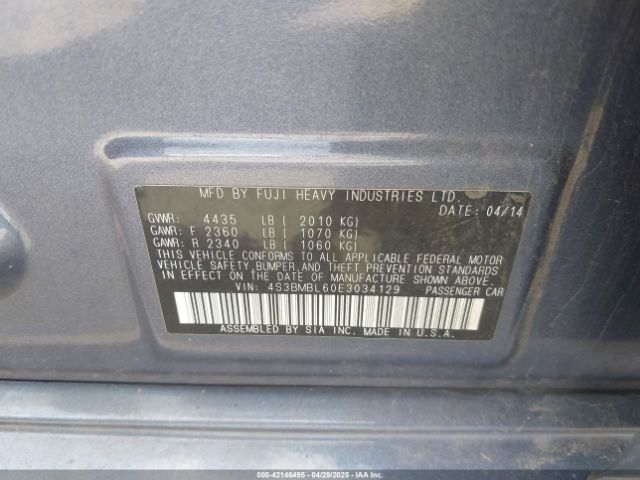 MFD BY FUJI HEAVY INDUSTRIES LTD.
DATE: 04/14
GVWR: 4435 LB ( 2010 KG)
GAWR: F 2360 LB ( 1070 KG)
GAWR: R 2340 LB ( 1060 KG)
THIS VEHICLE CONFORMS TO ALL APPLICABLE FEDERAL MOTOR
VEHICLE SAFETY, BUMPER, AND THEFT PREVENTION STANDARDS
IN EFFECT ON THE DATE OF MANUFACTURE SHOWN ABOVE.
VIN: 4S3BMBL60E3034129 PASSENGER CAR
ASSEMBLED BY SIA INC. MADE IN U.S.A.
000-42146495 - 04/29/2025 - IAAI.COM